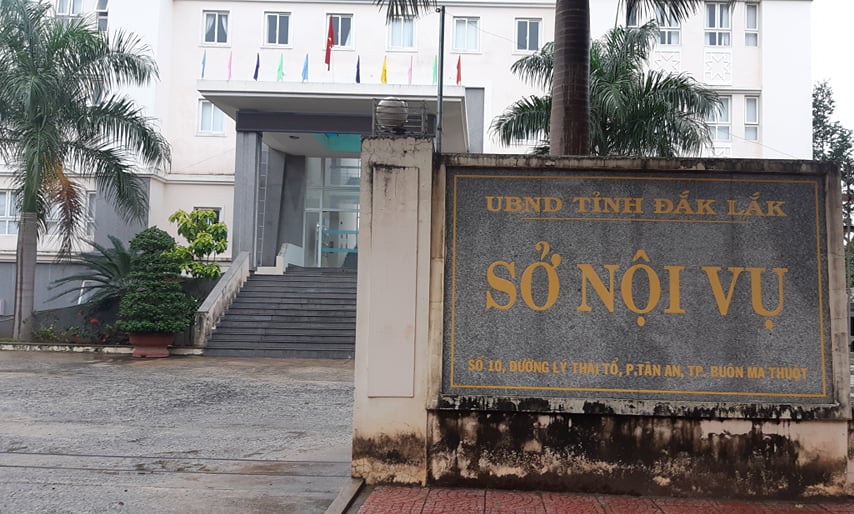 UBND TỈNH ĐẮK LẮK
SỞ NỘI VỤ
SỐ 10, ĐƯỜNG LÝ THÁI TỔ, P.TÂN AN, TP. BUÔN MA THUỘT